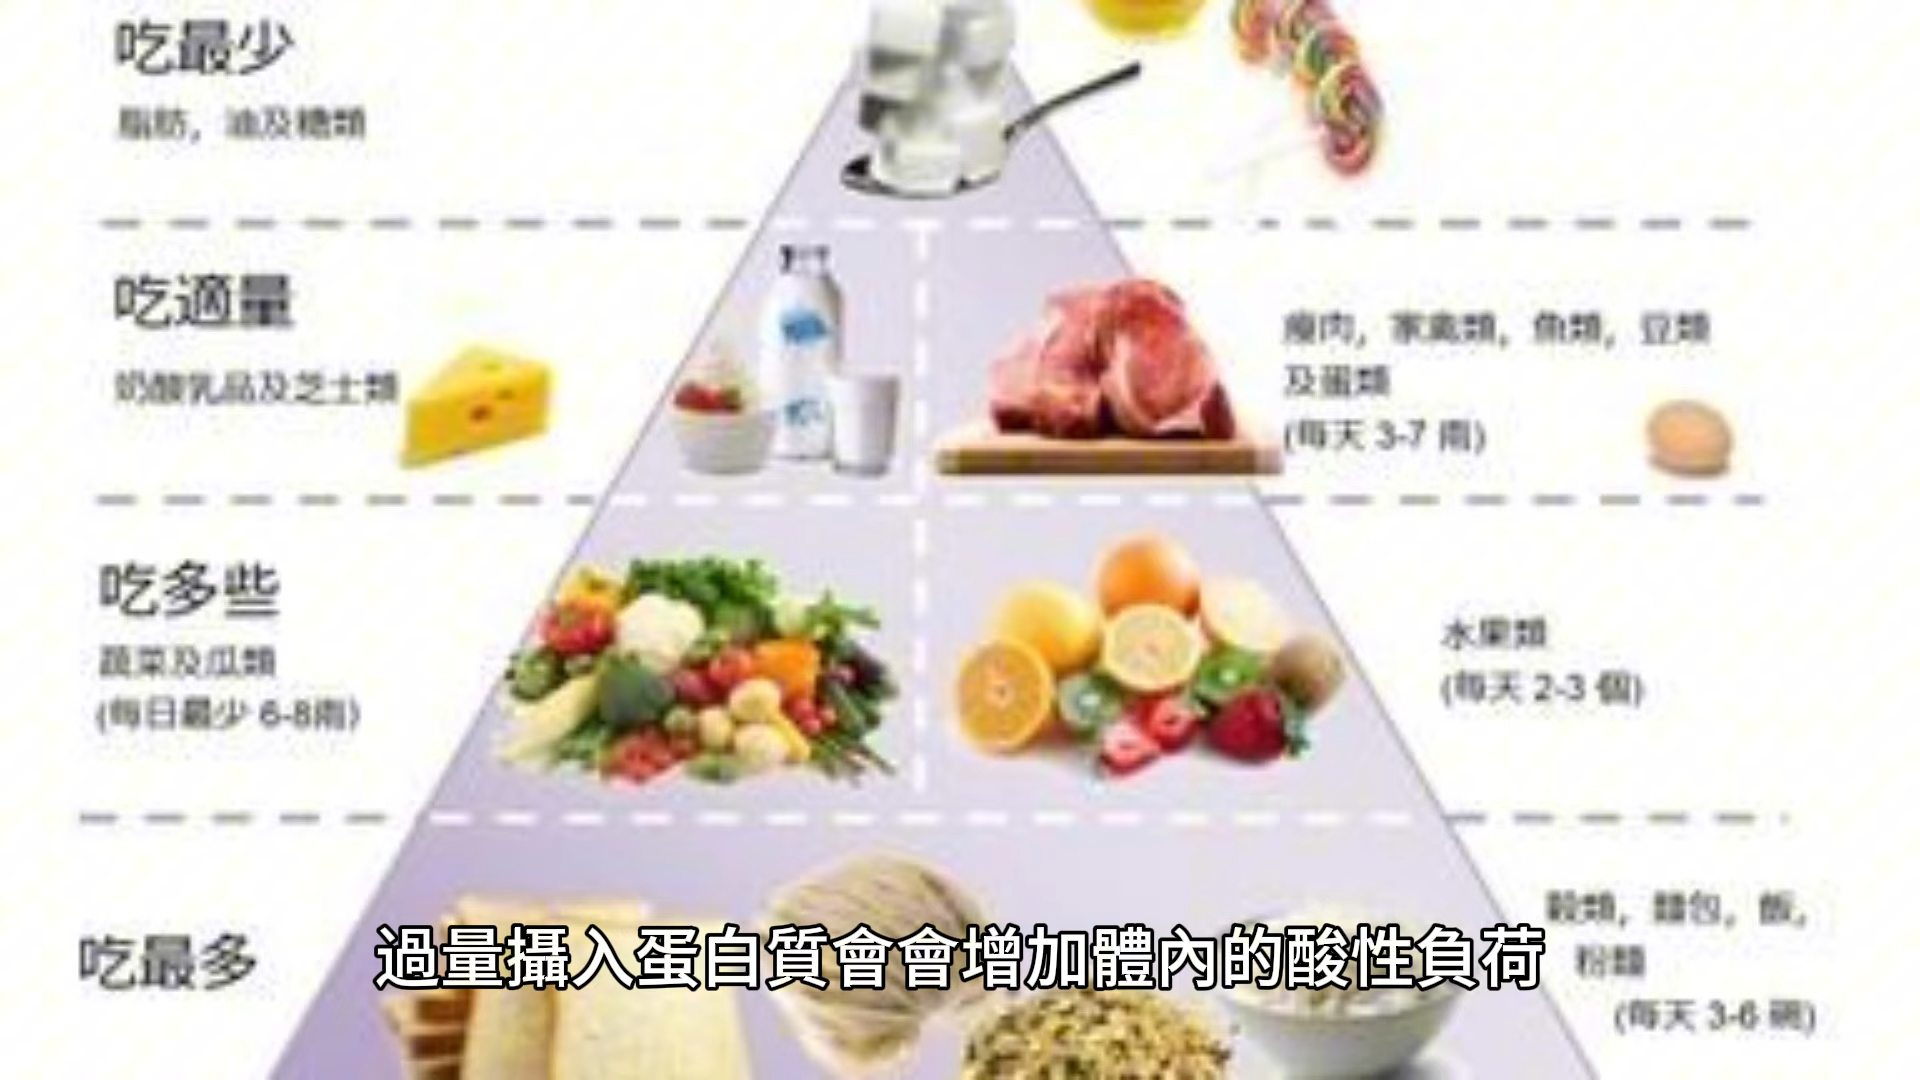 吃最少
脂肪，油及糖類
吃適量
奶酸乳品及芝士類
瘦肉，家禽類，魚類，豆類
及蛋類
(每天 3-7 兩)
吃多些
蔬菜及瓜類
(每日最少 6-8兩)
水果類
(每天 2-3 個)
吃最多
穀類，麵包，飯，
粉麵
(每天 3-6 碗)
過量攝入蛋白質會會增加體內的酸性負荷